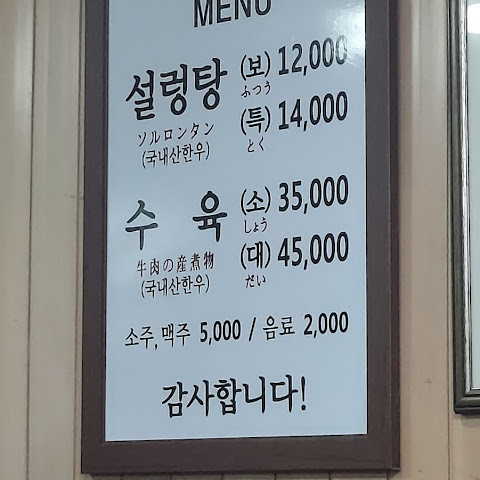 MENU
설렁탕 (보) 12,000
ふつう
(특) 14,000
ソルロンタン とく
(국내산한우)
수 육 (소) 35,000
しょう
(대) 45,000
牛肉の産煮物
(국내산한우) だい
소주, 맥주 5,000 / 음료 2,000
감사합니다!